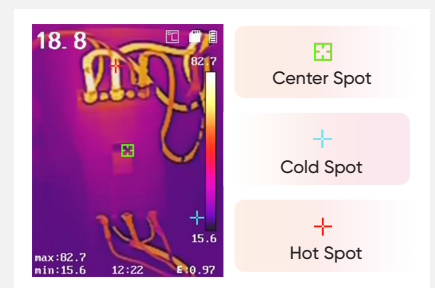 18.8
℃
82.7
15.6
max:82.7
min:15.6 12:22 E:0.97
Center Spot
Cold Spot
Hot Spot